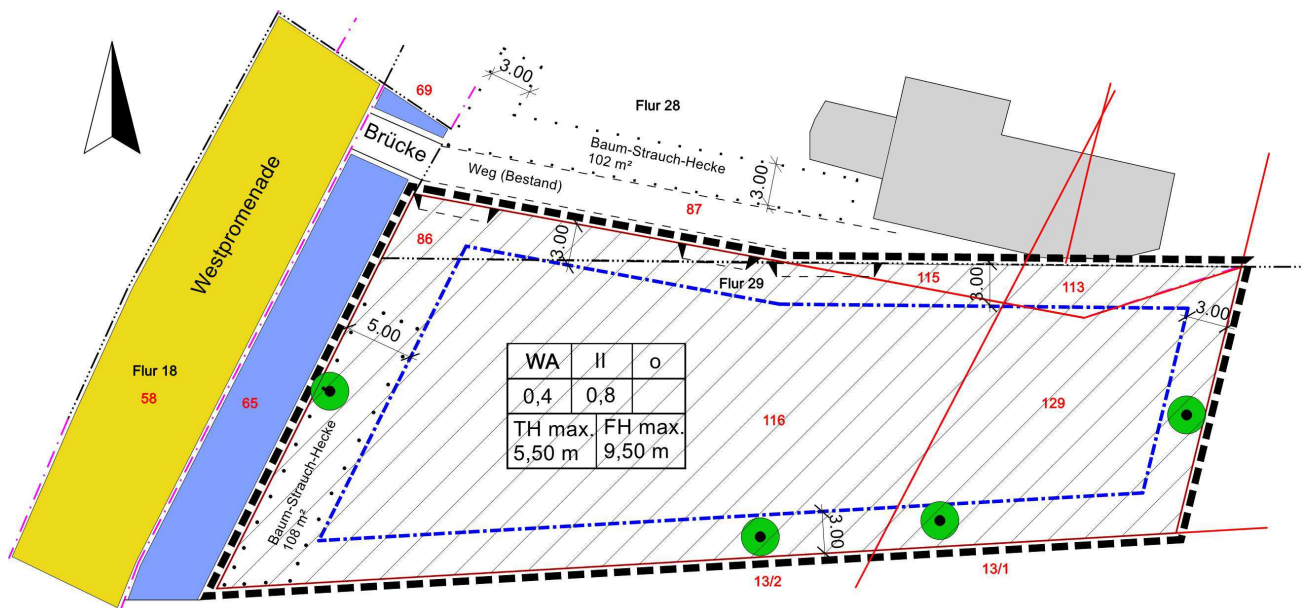 69
3.00
Flur 28
Brücke
Baum-Strauch-Hecke
102 m²
Weg (Bestand)
3.00
87
Westpromenade
86
3.00
Flur 29
115
3.00
113
3.00
5,00
Flur 18
58
65
WA II o
0,4 0,8
TH max. FH max.
5,50 m 9,50 m
116
129
Baum-Strauch-Hecke
108 m²
3.00
13/2
13/1